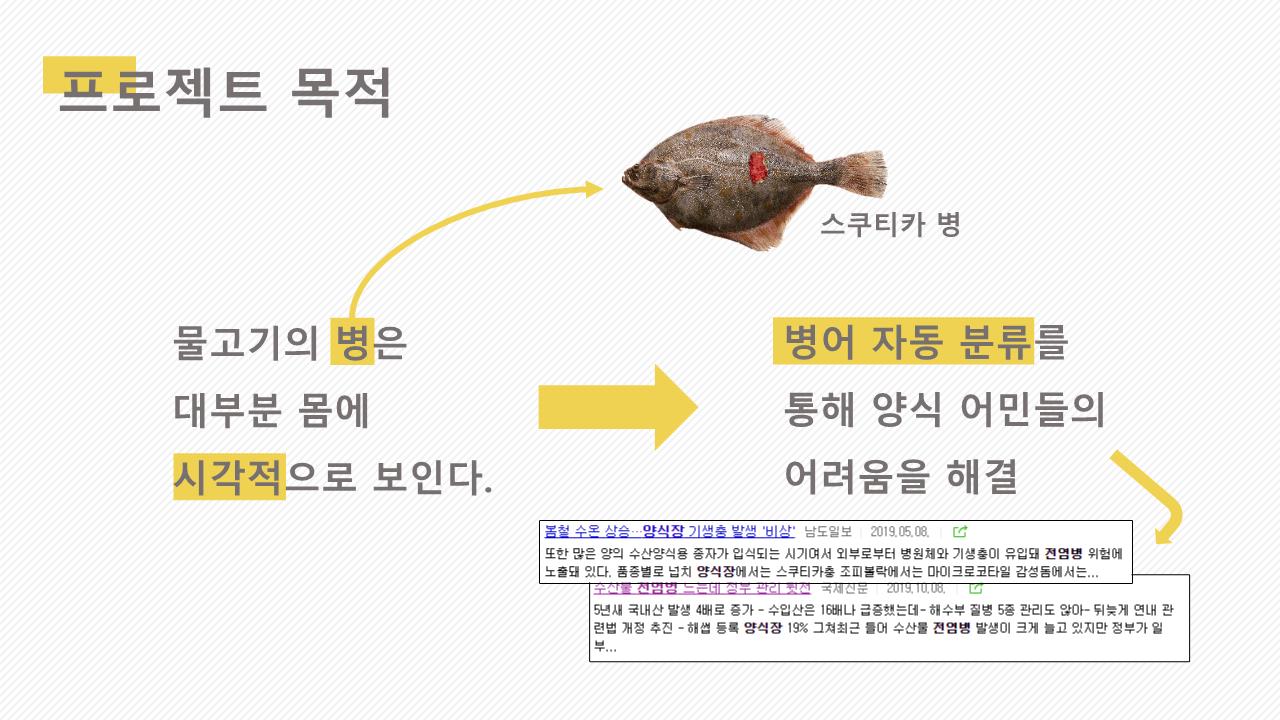 프로젝트 목적
스쿠티카 병
물고기의 병은
대부분 몸에
시각적으로 보인다.
병어 자동 분류를
통해 양식 어민들의
어려움을 해결
봄철 수온 상승…양식장 기생충 발생 '비상' 남도일보 2019.05.08.
또한 많은 양의 수산양식용 종자가 입식되는 시기여서 외부로부터 병원체와 기생충이 유입돼 전염병 위험에
노출돼 있다. 품종별로 넙치 양식장에서는 스쿠티카충 조피볼락에서는 마이크로코타일 감성돔에서는...
수산물 전염병 느는데 정부 관리 뒷전 국제신문 2019.10.08.
5년새 국내산 발생 4배로 증가 - 수입산은 16배나 급증했는데- 해수부 질병 5종 관리도 않아- 뒤늦게 연내 관
련법 개정 추진 - 해썹 등록 양식장 19% 그쳐최근 들어 수산물 전염병 발생이 크게 늘고 있지만 정부가 일
부...